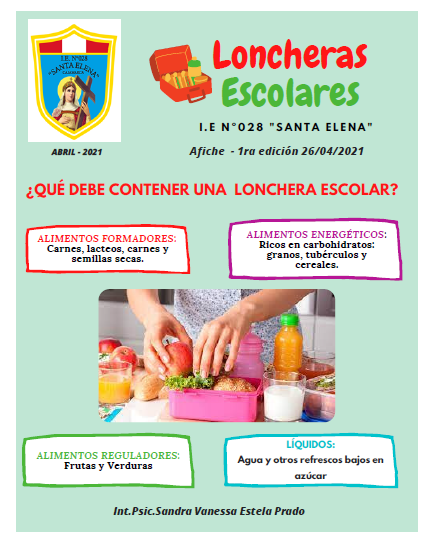 I.E. Nº028
"SANTA ELENA"
CAJAMARCA
Loncheras
Escolares
I.E N°028 "SANTA ELENA"
ABRIL - 2021
Afiche - 1ra edición 26/04/2021
¿QUÉ DEBE CONTENER UNA LONCHERA ESCOLAR?
ALIMENTOS FORMADORES:
Carnes, lacteos, carnes y
semillas secas.
ALIMENTOS ENERGÉTICOS:
Ricos en carbohidratos:
granos, tubérculos y
cereales.
ALIMENTOS REGULADORES:
Frutas y Verduras
LÍQUIDOS:
Agua y otros refrescos bajos en
azúcar
Int.Psic.Sandra Vanessa Estela Prado